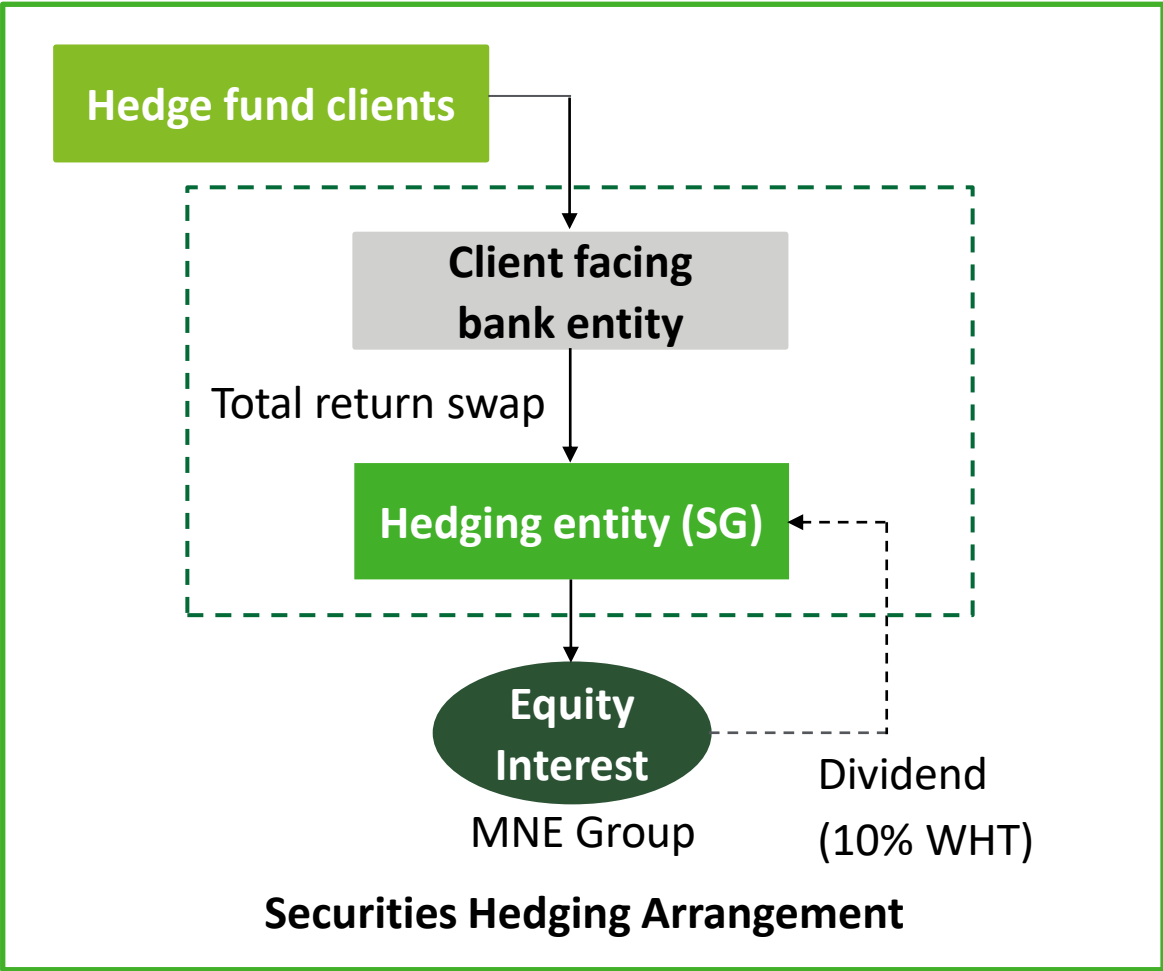 Hedge fund clients
Client facing
bank entity
Total return swap
Hedging entity (SG)
Equity
Interest
Dividend
(10% WHT)
MNE Group
Securities Hedging Arrangement